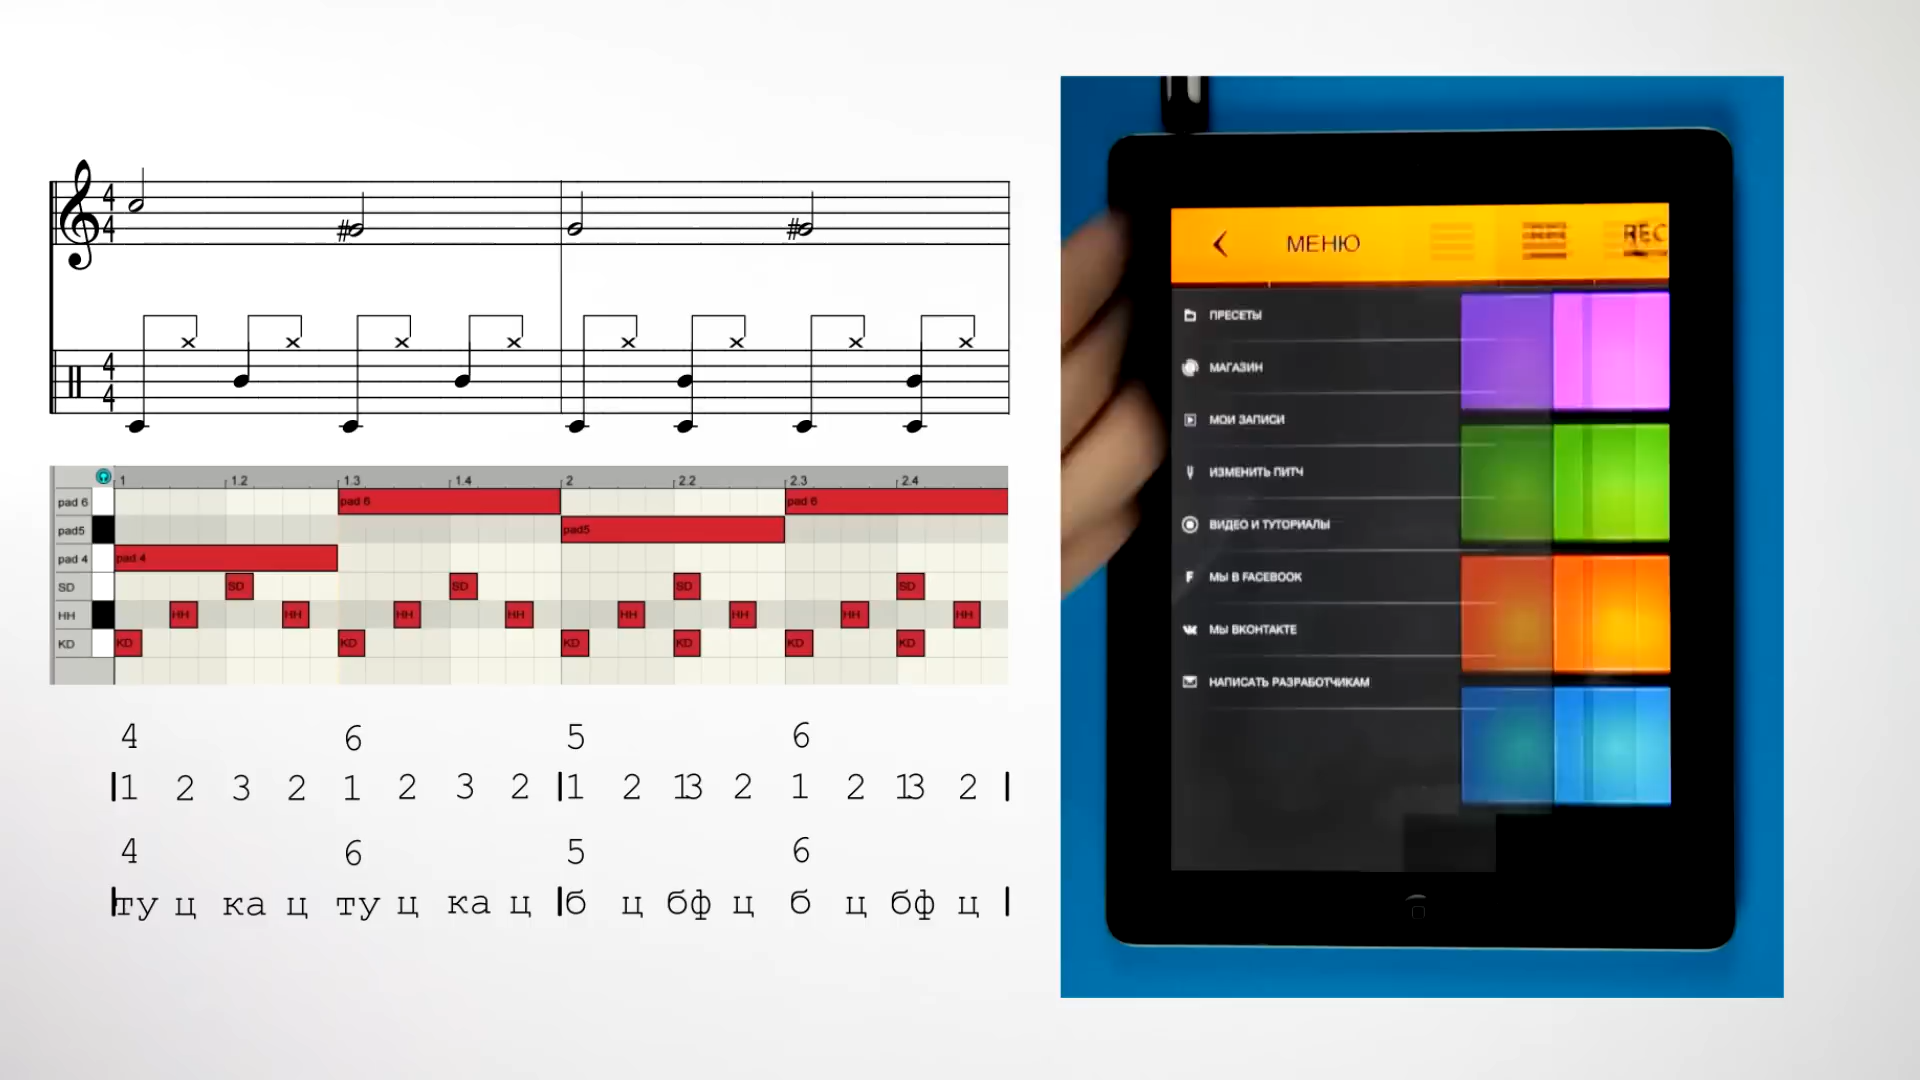 4 4
4 4
1 1.2 1.3 1.4 2 2.2 2.3 2.4
pad 6 pad 6 pad 6
pad5 pad5
pad 4 pad 4
SD SD SD SD SD
HH HH HH HH HH HH HH HH HH
KD KD KD KD KD KD KD
4 6 5 6
|1 2 3 2 1 2 3 2 |1 2 13 2 1 2 13 2 |
4 6 5 6
|ту ц ка ц ту ц ка ц |б ц бф ц б ц бф ц |
МЕНЮ REC
ПРЕСЕТЫ
МАГАЗИН
МОИ ЗАПИСИ
ИЗМЕНИТЬ ПИТЧ
ВИДЕО И ТУТОРИАЛЫ
МЫ В FACEBOOK
МЫ ВКОНТАКТЕ
НАПИСАТЬ РАЗРАБОТЧИКАМ